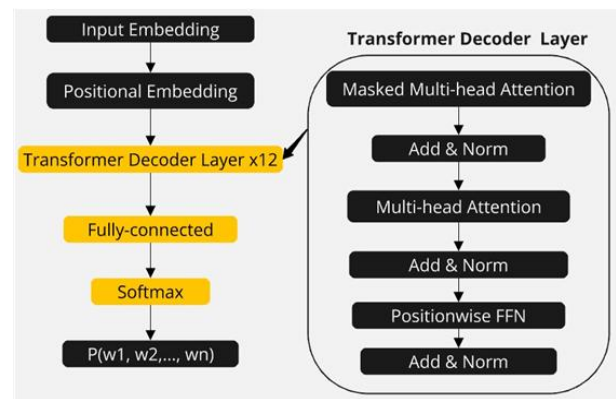 Input Embedding
Positional Embedding
Transformer Decoder Layer x12
Fully-connected
Softmax
P(w1, w2,..., wn)
Transformer Decoder Layer
Masked Multi-head Attention
Add & Norm
Multi-head Attention
Add & Norm
Positionwise FFN
Add & Norm